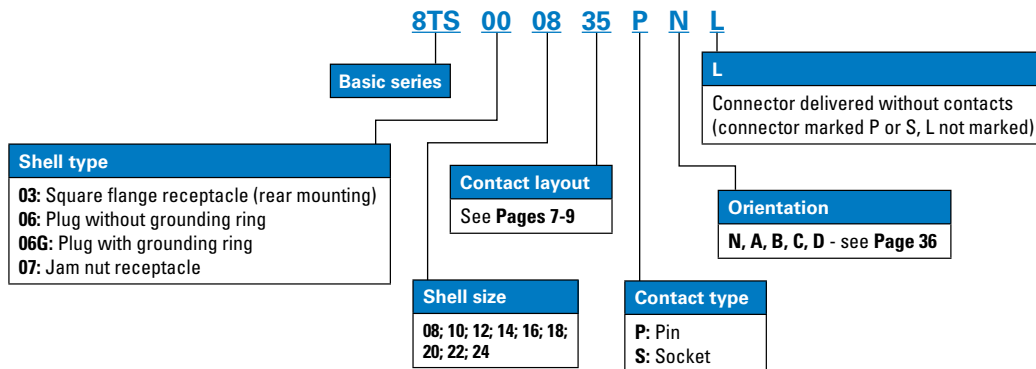 8TS 00 08 35 P N L
Basic series
L
Connector delivered without contacts
(connector marked P or S, L not marked)
Shell type
03: Square flange receptacle (rear mounting)
06: Plug without grounding ring
06G: Plug with grounding ring
07: Jam nut receptacle
Contact layout
See Pages 7-9
Orientation
N, A, B, C, D - see Page 36
Shell size
08; 10; 12; 14; 16; 18;
20; 22; 24
Contact type
P: Pin
S: Socket